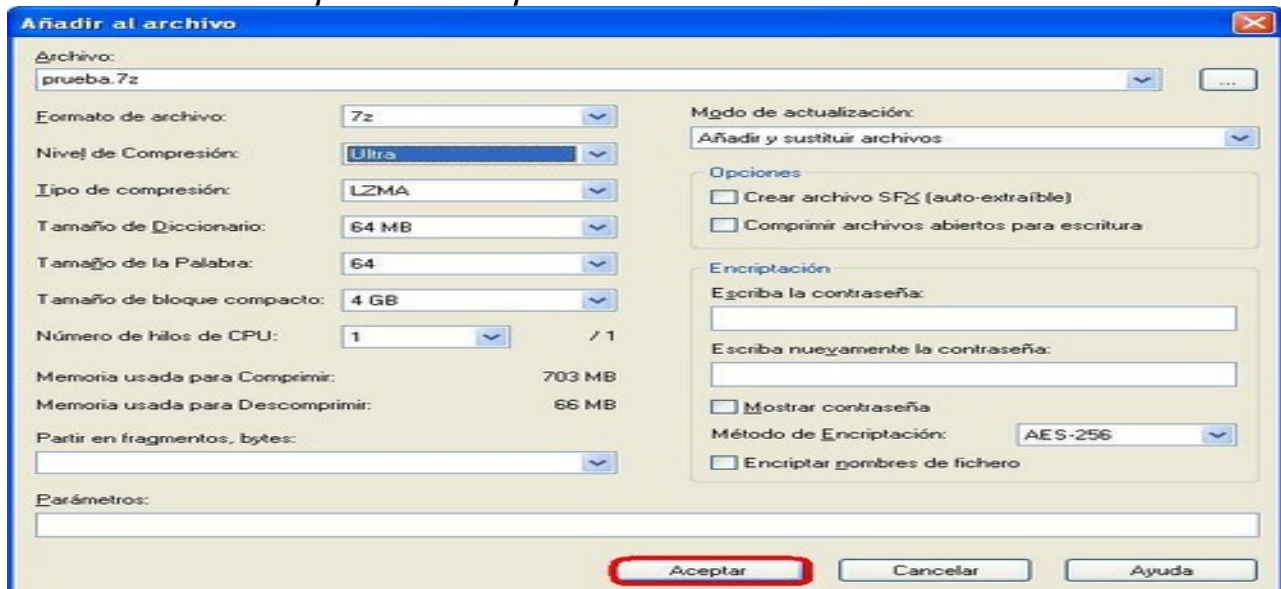 Añadir al archivo
Archivo:
prueba.7z
...
Formato de archivo:
7z
Nivel de Compresión:
Ultra
Tipo de compresión:
LZMA
Tamaño de Diccionario:
64 MB
Tamaño de la Palabra:
64
Tamaño de bloque compacto:
4 GB
Número de hilos de CPU:
1
/ 1
Memoria usada para Comprimir:
703 MB
Memoria usada para Descomprimir:
66 MB
Partir en fragmentos, bytes:
Modo de actualización:
Añadir y sustituir archivos
Opciones
Crear archivo SFX (auto-extraíble)
Comprimir archivos abiertos para escritura
Encriptación
Escriba la contraseña:
Escriba nuevamente la contraseña:
Mostrar contraseña
Método de Encriptación:
AES-256
Encriptar nombres de fichero
Parámetros:
Aceptar
Cancelar
Ayuda